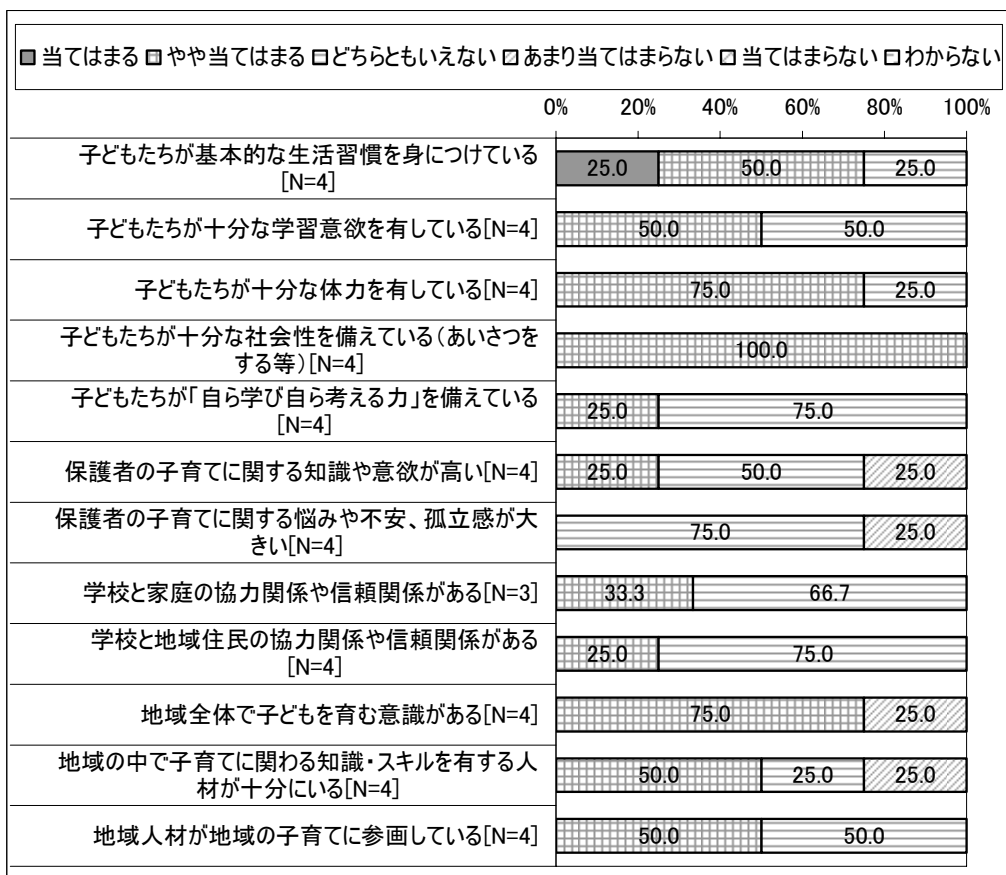 当てはまる やや当てはまる どちらともいえない あまり当てはまらない 当てはまらない わからない
0% 20% 40% 60% 80% 100%
子どもたちが基本的な生活習慣を身につけている
[N=4]
25.0 50.0 25.0
子どもたちが十分な学習意欲を有している[N=4]
50.0 50.0
子どもたちが十分な体力を有している[N=4]
75.0 25.0
子どもたちが十分な社会性を備えている(あいさつを
する等)[N=4]
100.0
子どもたちが「自ら学び自ら考える力」を備えている
[N=4]
25.0 75.0
保護者の子育てに関する知識や意欲が高い[N=4]
25.0 50.0 25.0
保護者の子育てに関する悩みや不安、孤立感が大
きい[N=4]
75.0 25.0
学校と家庭の協力関係や信頼関係がある[N=3]
33.3 66.7
学校と地域住民の協力関係や信頼関係がある
[N=4]
25.0 75.0
地域全体で子どもを育む意識がある[N=4]
75.0 25.0
地域の中で子育てに関わる知識・スキルを有する人
材が十分にいる[N=4]
50.0 25.0 25.0
地域人材が地域の子育てに参画している[N=4]
50.0 50.0